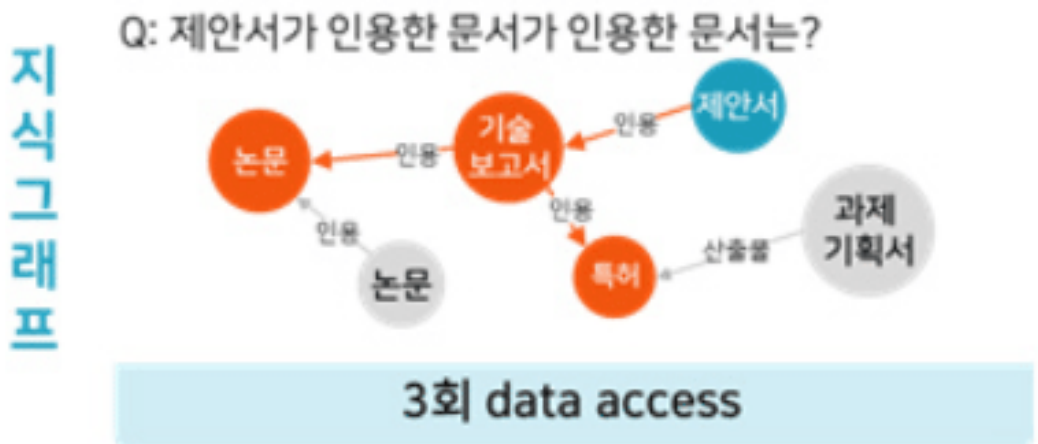 지식그래프
Q: 제안서가 인용한 문서가 인용한 문서는?
제안서
인용
기술
보고서
인용
논문
인용
논문
인용
특허
산출물
과제
기획서
3회 data access